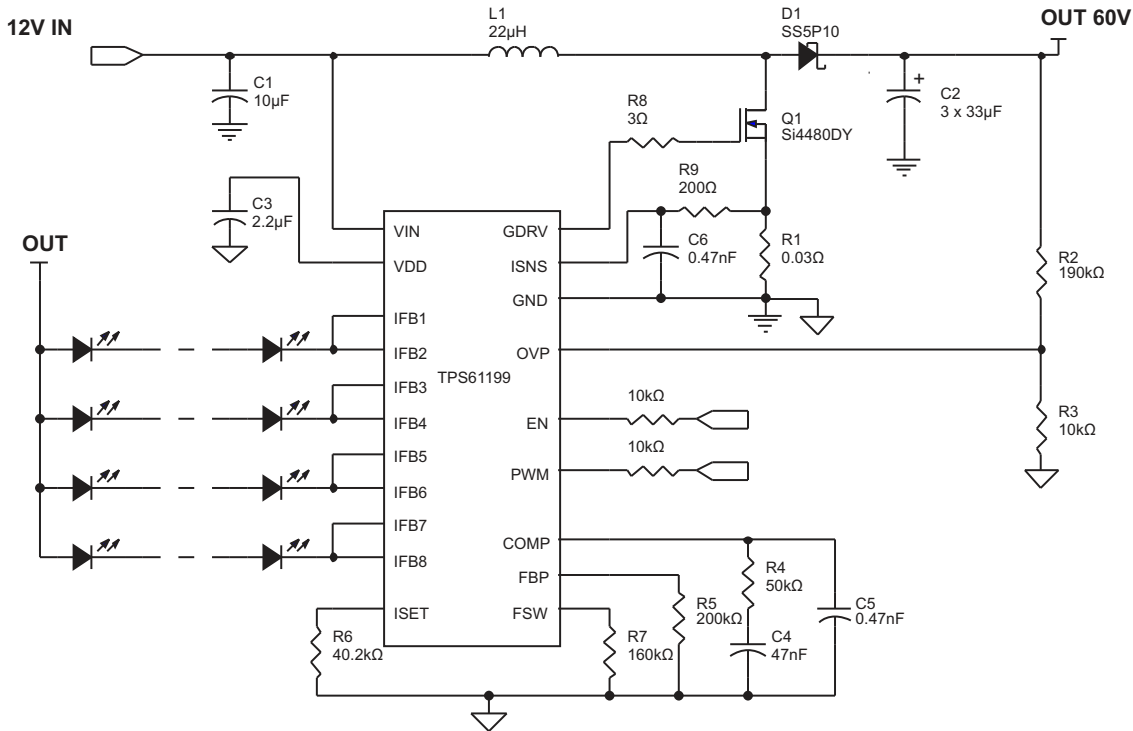 12V IN
L1
22µH
D1
SS5P10
OUT 60V
C1
10µF
R8
3Ω
Q1
Si4480DY
+
C2
3 x 33µF
R9
200Ω
C3
2.2µF
OUT
VIN
GDRV
C6
0.47nF
R1
0.03Ω
R2
190kΩ
VDD
ISNS
GND
IFB1
IFB2
OVP
TPS61199
IFB3
IFB4
EN
10kΩ
R3
10kΩ
IFB5
PWM
10kΩ
IFB6
IFB7
COMP
IFB8
FBP
R4
50kΩ
ISET
FSW
R5
200kΩ
C5
0.47nF
R6
40.2kΩ
R7
160kΩ
C4
47nF